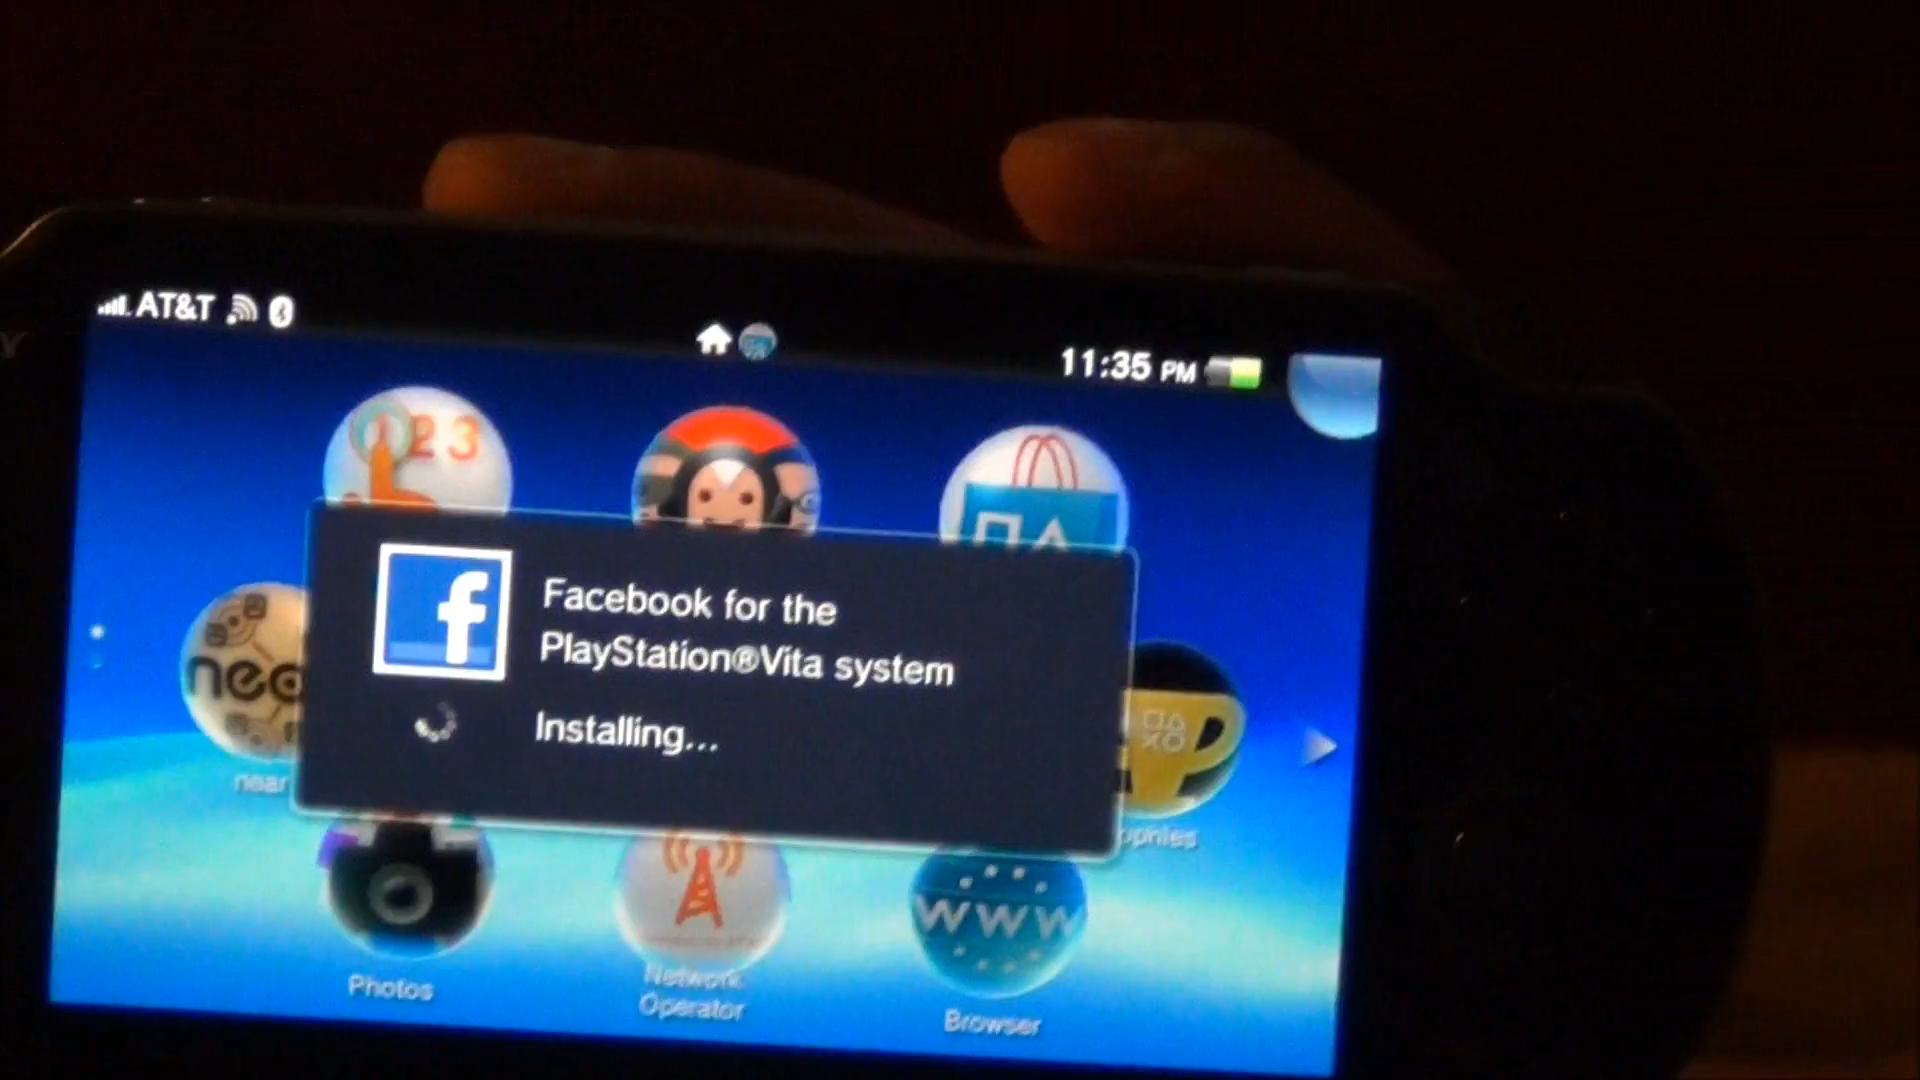 AT&T
11:35 PM
123
near
Facebook for the
PlayStation®Vita system
Installing...
Photos
Network
Operator
www
Browser